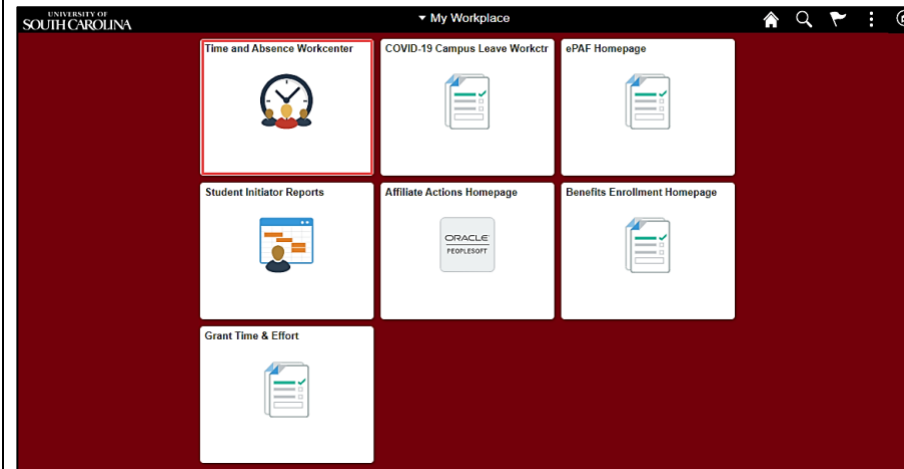 UNIVERSITY OF
SOUTH CAROLINA
My Workplace
Time and Absence Workcenter
COVID-19 Campus Leave Workctr
ePAF Homepage
Student Initiator Reports
Affiliate Actions Homepage
ORACLE
PEOPLESOFT
Benefits Enrollment Homepage
Grant Time & Effort